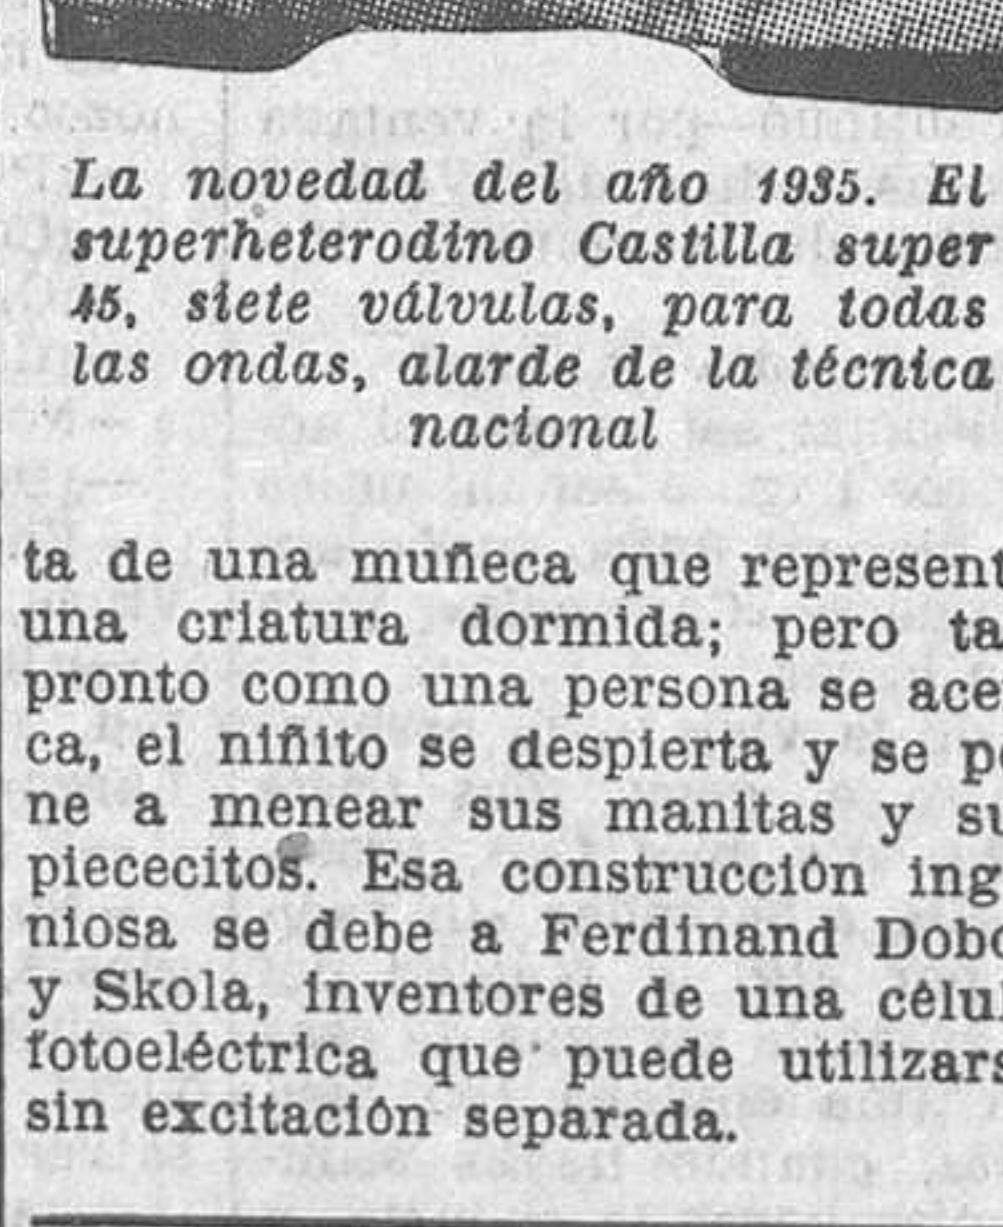 La novedad del año 1935. El
superheterodino Castilla super
45, siete válvulas, para todas
las ondas, alarde de la técnica
nacional
ta de una muñeca que represent
una criatura dormida; pero ta
pronto como una persona se ace
ca, el niñito se despierta y se po
ne a menear sus manitas y su
piececitos. Esa construcción ing
niosa se debe a Ferdinand Dobo
y Skola, inventores de una célu
fotoeléctrica que puede utilizars
sin excitación separada.